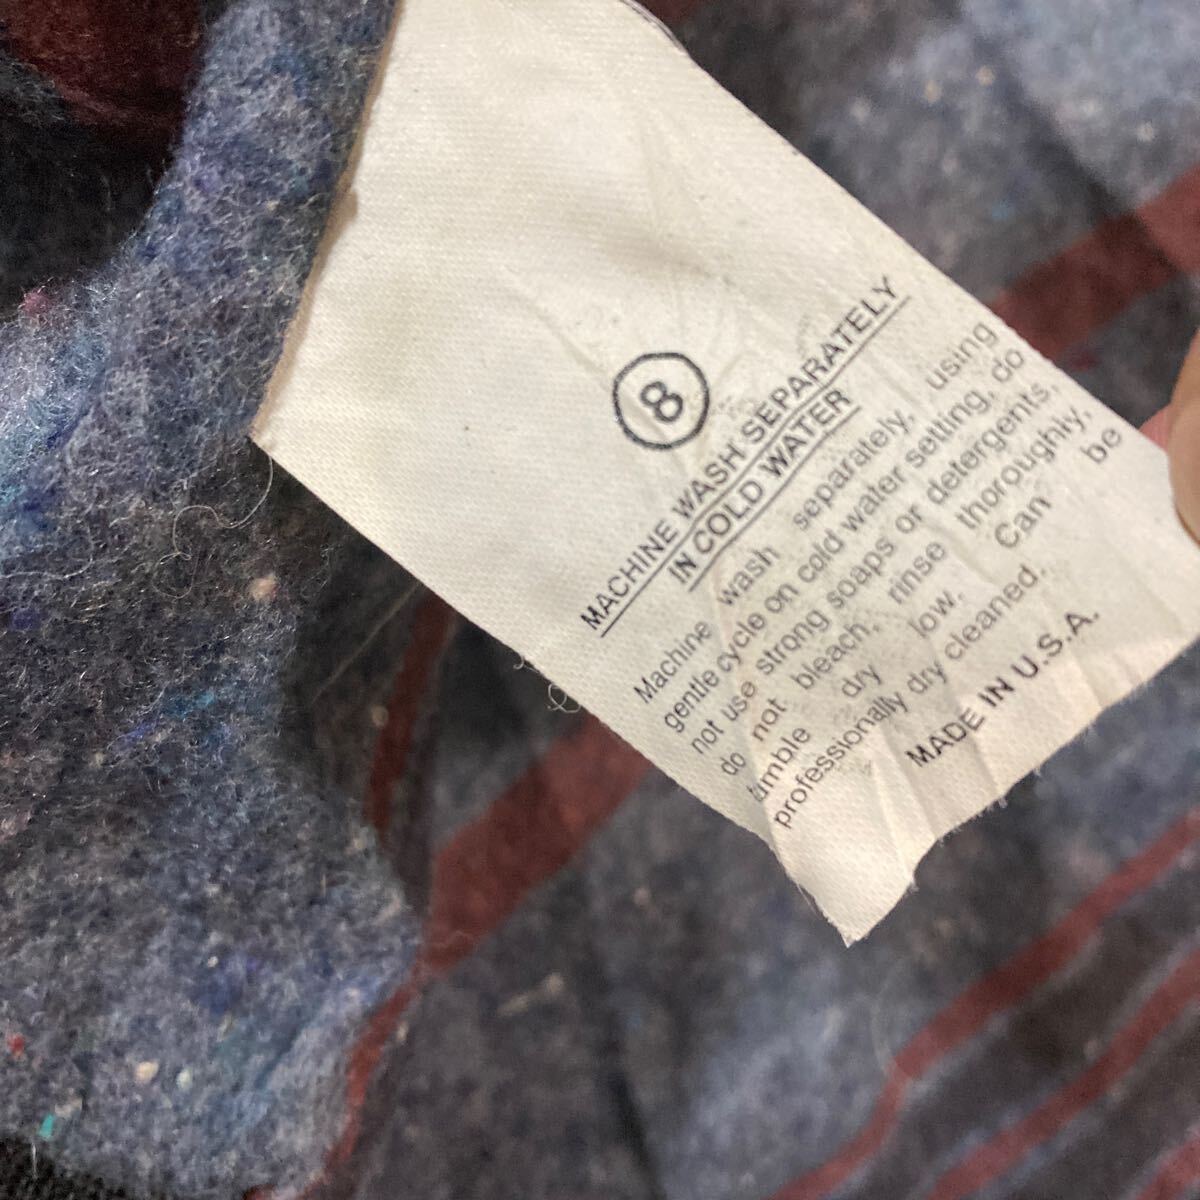 8
MACHINE WASH SEPARATELY
IN COLD WATER
Machine wash separately, using
gentle cycle on cold water setting, do
not use strong soaps or detergents,
do not bleach, rinse thoroughly,
tumble dry low. Can be
professionally dry cleaned.
MADE IN U.S.A.